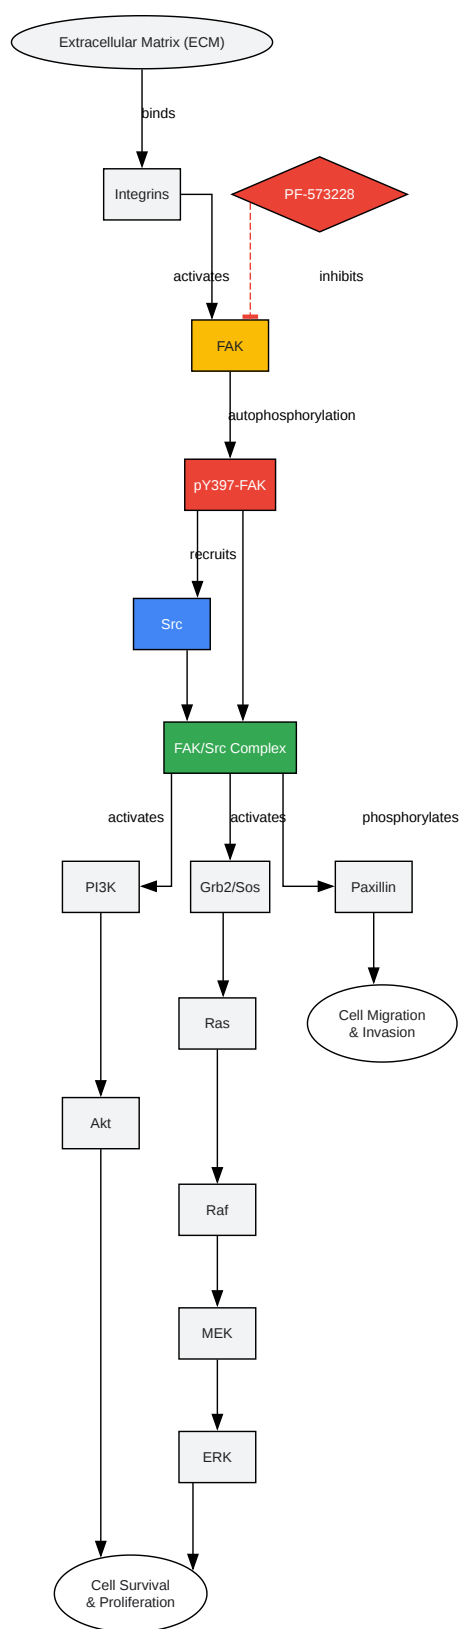 Extracellular Matrix (ECM)
binds
Integrins
PF-573228
activates
inhibits
FAK
autophosphorylation
pY397-FAK
recruits
Src
FAK/Src Complex
activates
activates
phosphorylates
PI3K
Grb2/Sos
Paxillin
Ras
Cell Migration
& Invasion
Akt
Raf
MEK
ERK
Cell Survival
& Proliferation